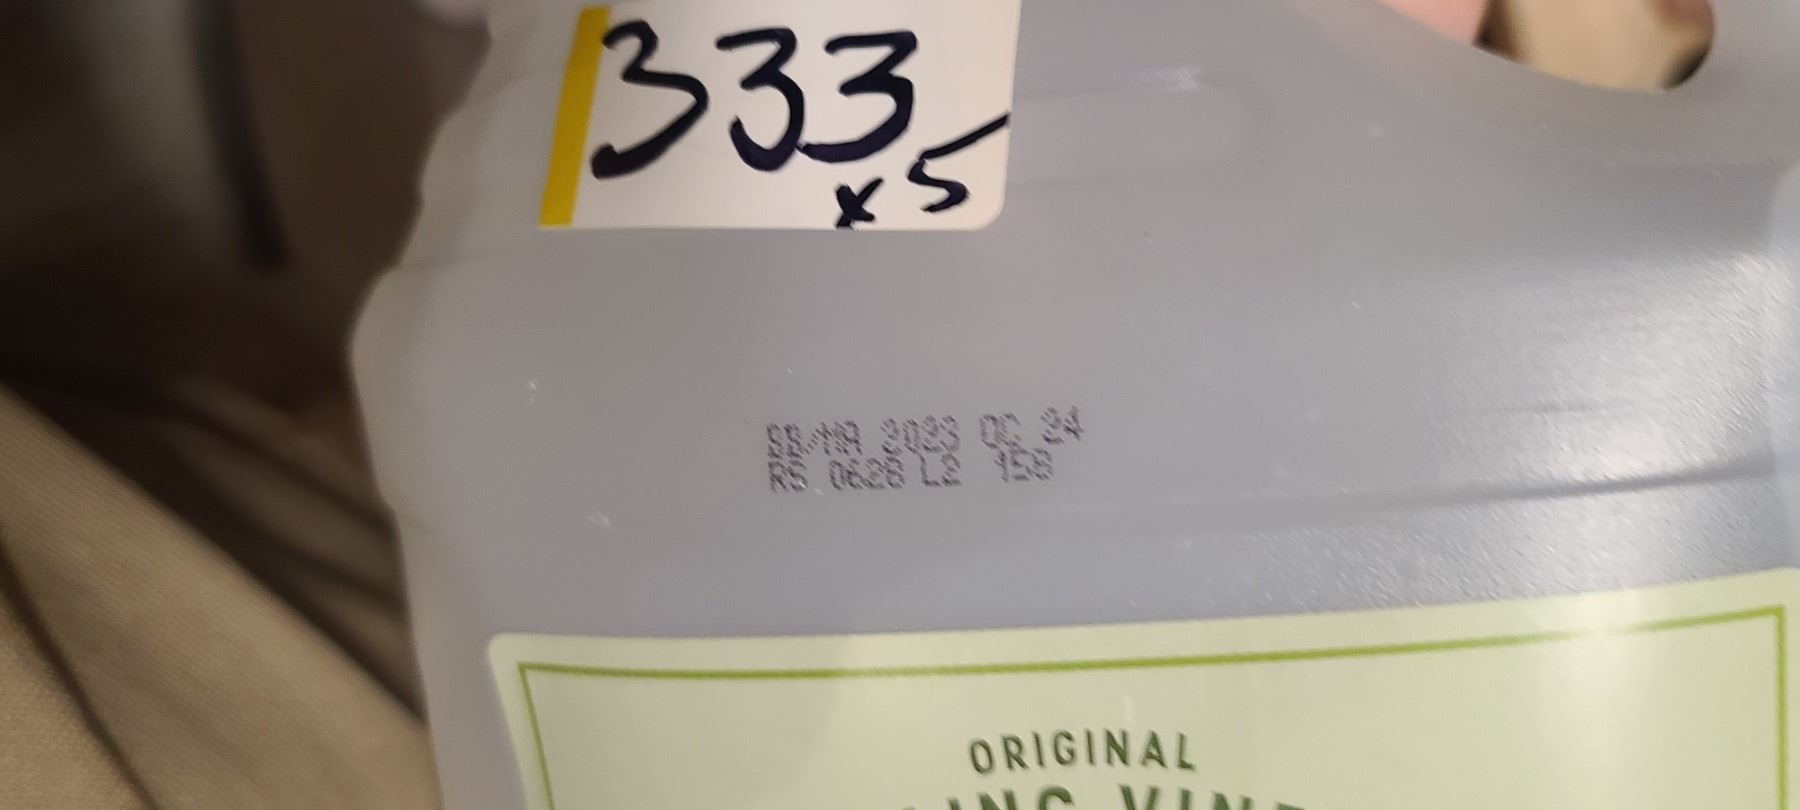 333
x5
BB/MA 2023 OC 24
R5 0628 L2 158
ORIGINAL